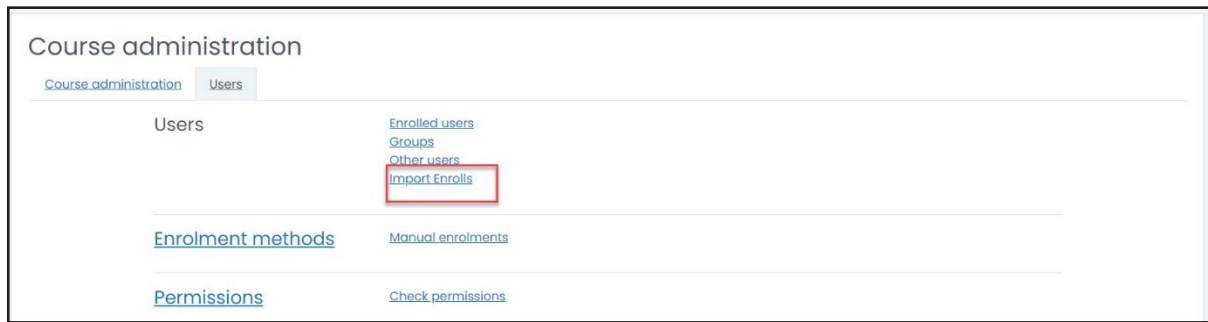 Course administration
Course administration Users
Users
Enrolled users
Groups
Other users
Import Enrolls
Enrolment methods
Manual enrolments
Permissions
Check permissions